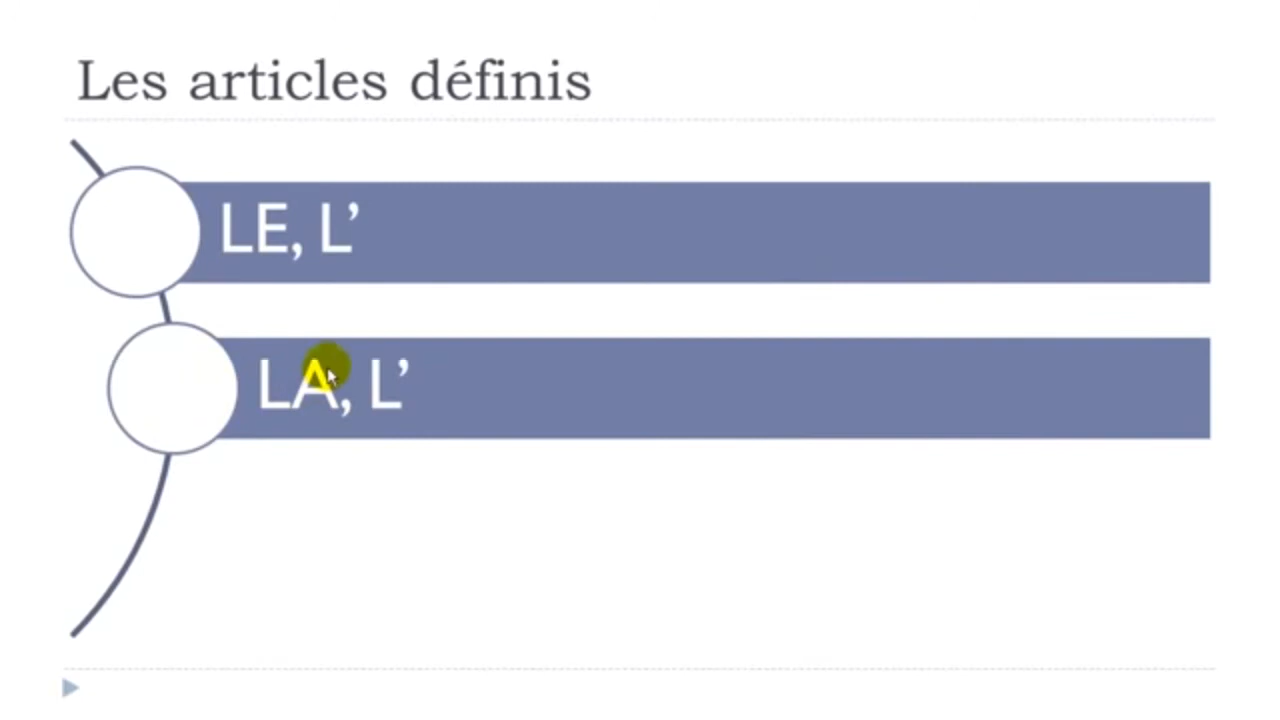 Les articles définis
LE, L’
LA, L’